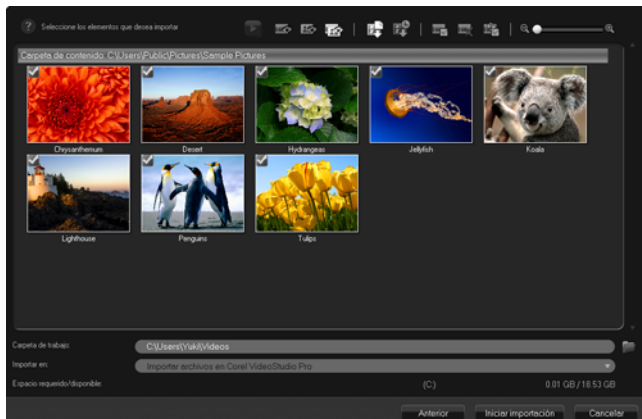 Seleccione los elementos que desea importar
Carpeta de contenido: C:\Users\Public\Pictures\Sample Pictures
Chrysanthemum
Desert
Hydrangeas
Jellyfish
Koala
Lighthouse
Penguins
Tulips
Carpeta de trabajo:
C:\Users\Yuki\Videos
Importar en:
Importar archivos en Corel VideoStudio Pro
Espacio requerido/disponible:
(C:)
0.01 GB / 18.53 GB
Anterior
Iniciar importación
Cancelar